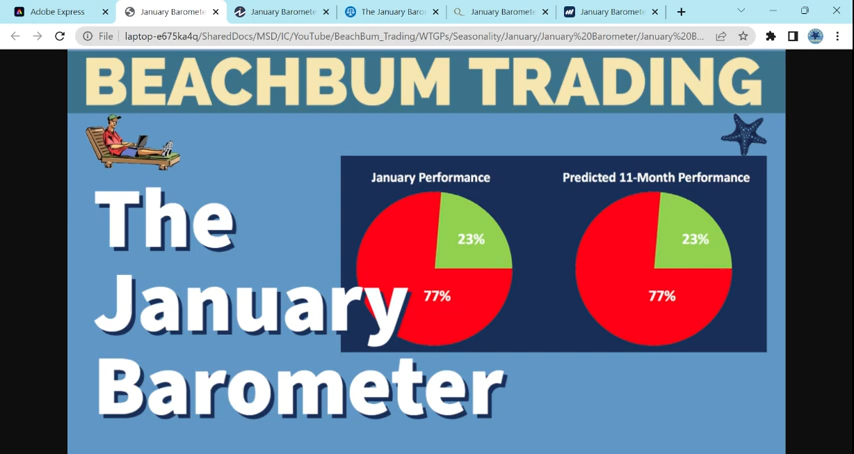 Adobe Express
January Baromete
January Baromete
The January Baro
January Baromete
January Baromete
File
laptop-e675ka4q/SharedDocs/MSD/IC/YouTube/BeachBum_Trading/WTGPs/Seasonality/January/January%20Barometer/January%20B...
BEACHBUM TRADING
January Performance
Predicted 11-Month Performance
23%
77%
23%
77%
The
January
Barometer